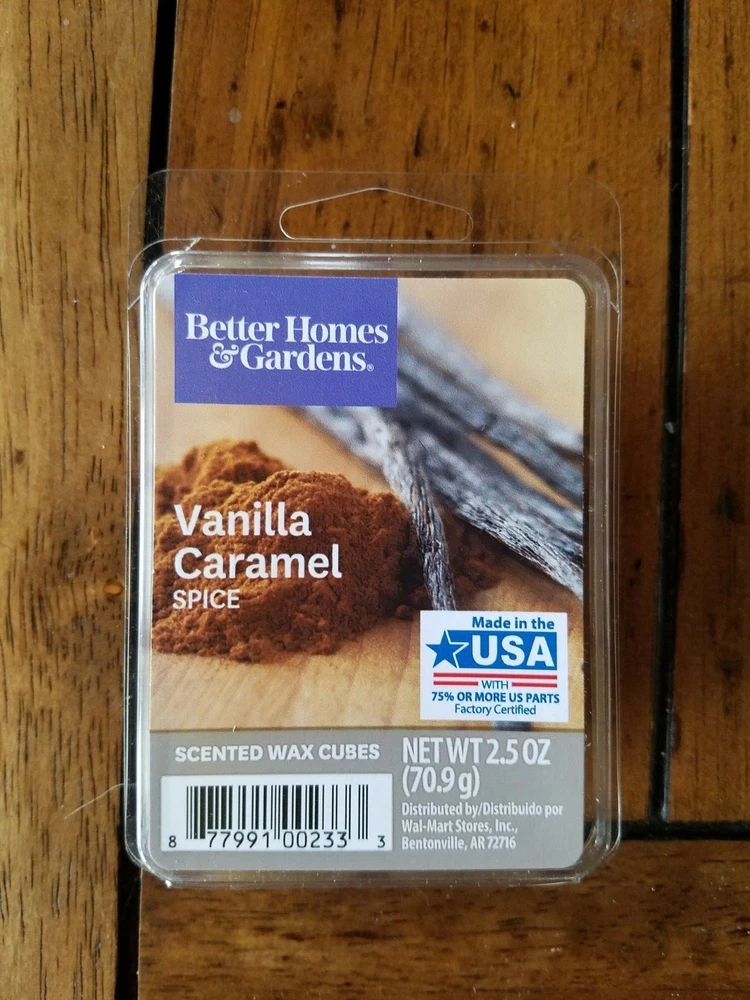 Better Homes
& Gardens®
Vanilla
Caramel
SPICE
Made in the
USA
WITH
75% OR MORE US PARTS
Factory Certified
SCENTED WAX CUBES
NET WT 2.5 OZ
(70.9 g)
Distributed by/Distribuido por
Wal-Mart Stores, Inc.,
Bentonville, AR 72716
8 77991 00233 3